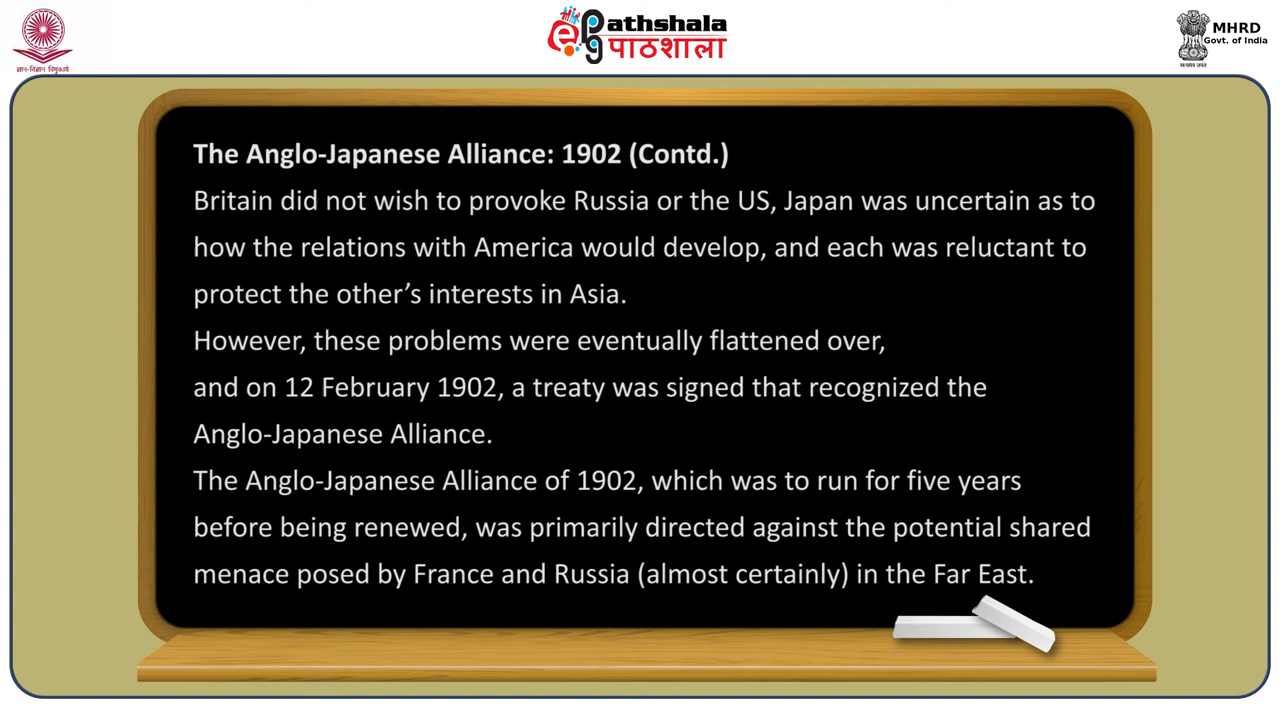 ज्ञान-विज्ञान विमुक्तये
ePathshala
पाठशाला
MHRD
Govt. of India
सत्यमेव जयते
The Anglo-Japanese Alliance: 1902 (Contd.)
Britain did not wish to provoke Russia or the US, Japan was uncertain as to
how the relations with America would develop, and each was reluctant to
protect the other’s interests in Asia.
However, these problems were eventually flattened over,
and on 12 February 1902, a treaty was signed that recognized the
Anglo-Japanese Alliance.
The Anglo-Japanese Alliance of 1902, which was to run for five years
before being renewed, was primarily directed against the potential shared
menace posed by France and Russia (almost certainly) in the Far East.